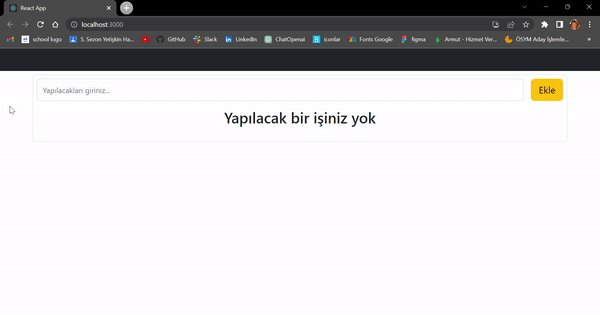 React App
localhost:3000
school logo
5. Sezon Yetişkin Ha...
GitHub
Slack
LinkedIn
ChatOpenai
iconlar
Fonts Google
figma
Armut - Hizmet Ver...
ÖSYM Aday İşlemle...
Yapılacakları giriniz...
Ekle
Yapılacak bir işiniz yok